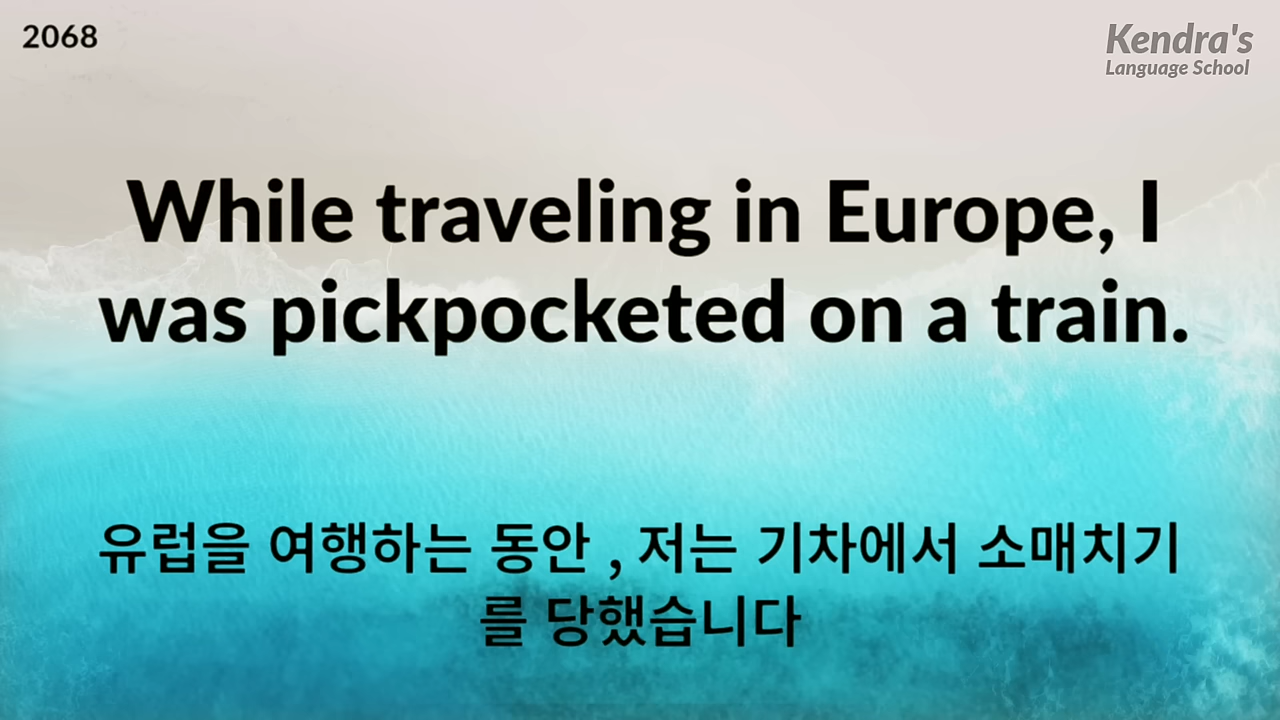 2068
Kendra's
Language School
While traveling in Europe, I
was pickpocketed on a train.
유럽을 여행하는 동안 , 저는 기차에서 소매치기
를 당했습니다